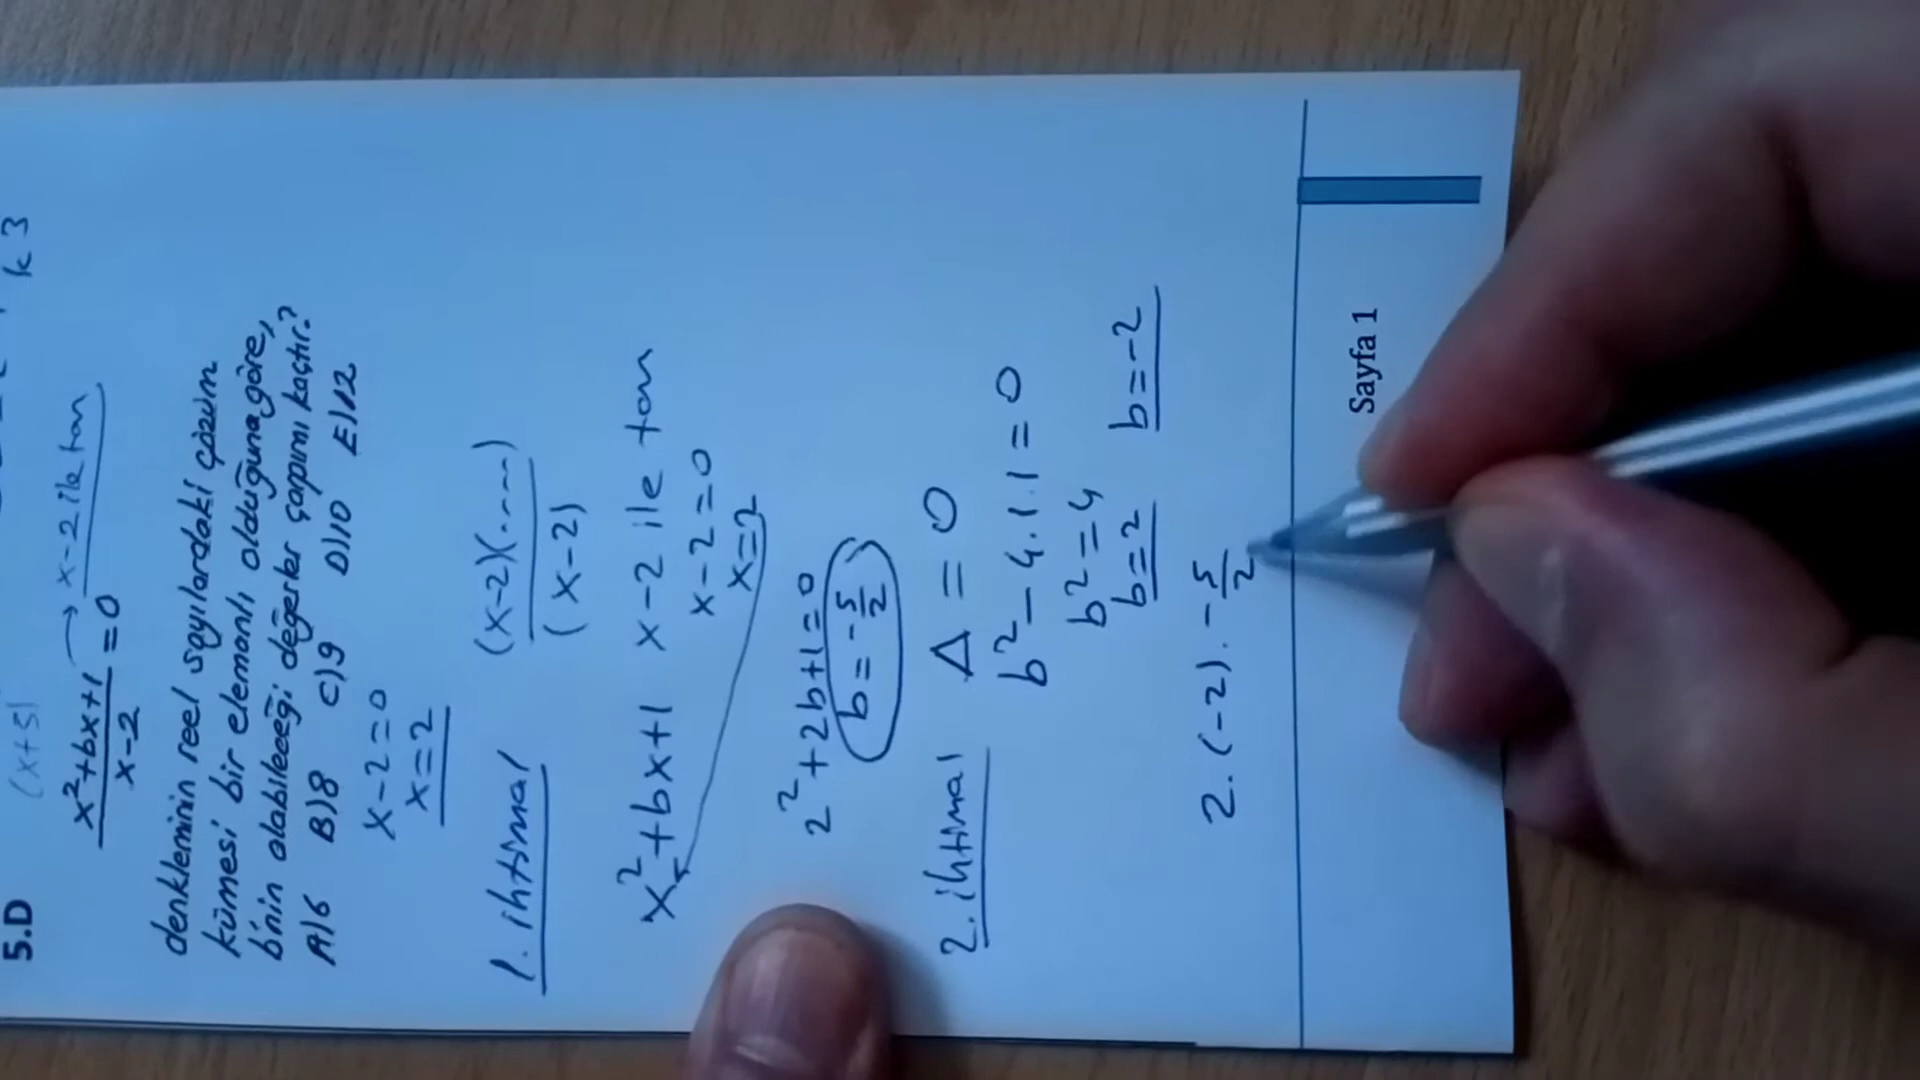 (x+5)
k 3
5.D
x²+bx+1 → x-2 ile tam
x-2 =0
denkleminin reel sayılardaki çözüm
kümesi bir elemanlı olduğuna göre,
b'nin olabileceği değerler çarpımı kaçtır?
A)6 B)8 C)9 D)10 E)12
x-2=0
x=2
1. ihtimal (x-2)(....)
(x-2)
x²+bx+1 x-2 ile tam
x-2=0
x=2
2²+2b+1=0
b=-5/2
2. ihtimal Δ=0
b²-4.1.1=0
b²=4
b=2 b=-2
2.(-2).-5/2
Sayfa 1